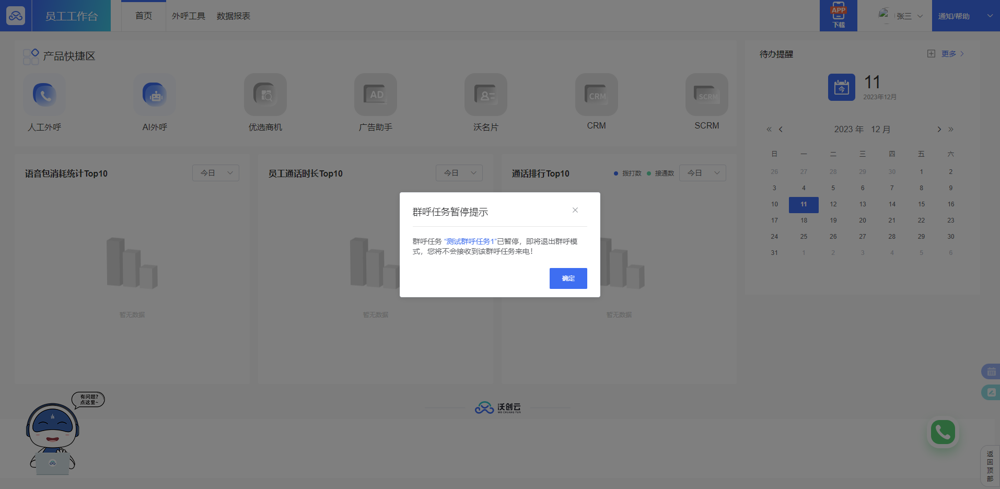 员工工作台
首页
外呼工具
数据报表
APP
下载
张三
通知/帮助
产品快捷区
AD
CRM
SCRM
人工外呼
AI外呼
优选商机
广告助手
沃名片
CRM
SCRM
待办提醒
更多
今
11
2023年12月
2023 年 12 月
日 一 二 三 四 五 六
26 27 28 29 30 1 2
3 4 5 6 7 8 9
10 11 12 13 14 15 16
17 18 19 20 21 22 23
24 25 26 27 28 29 30
31 1 2 3 4 5 6
语音包消耗统计Top10
今日
暂无数据
员工通话时长Top10
今日
暂无数据
通话排行Top10
拨打数
接通数
今日
暂无数据
群呼任务暂停提示
群呼任务 “测试群呼任务1”已暂停，即将退出群呼模
式，您将不会接收到该群呼任务来电！
确定
有问题?
点这里~
沃创云
WO CHUANG YUN
返
回
顶
部